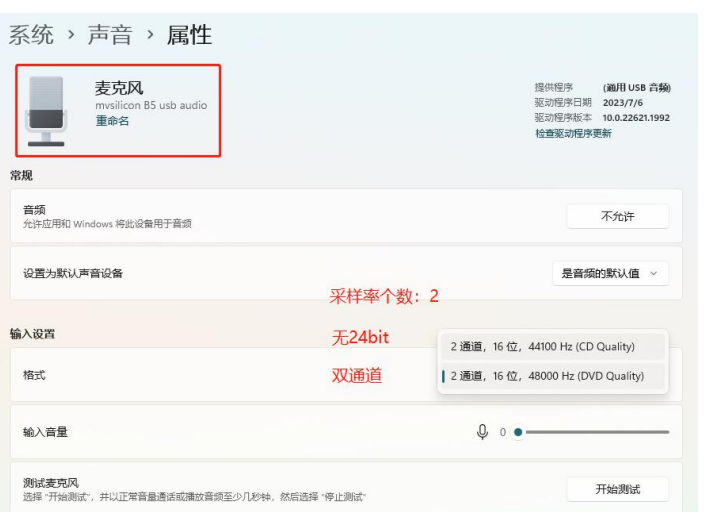 系统 › 声音 › 属性
麦克风
mvsilicon B5 usb audio
重命名
提供程序 (通用 USB 音频)
驱动程序日期 2023/7/6
驱动程序版本 10.0.22621.1992
检查驱动程序更新
常规
音频
允许应用和 Windows 将此设备用于音频
不允许
设置为默认声音设备
是音频的默认值
采样率个数：2
输入设置
无24bit
2 通道，16 位，44100 Hz (CD Quality)
格式
双通道
2 通道，16 位，48000 Hz (DVD Quality)
输入音量
0
测试麦克风
选择 "开始测试"，并以正常音量通话或播放音频至少几秒钟，然后选择 "停止测试"
开始测试